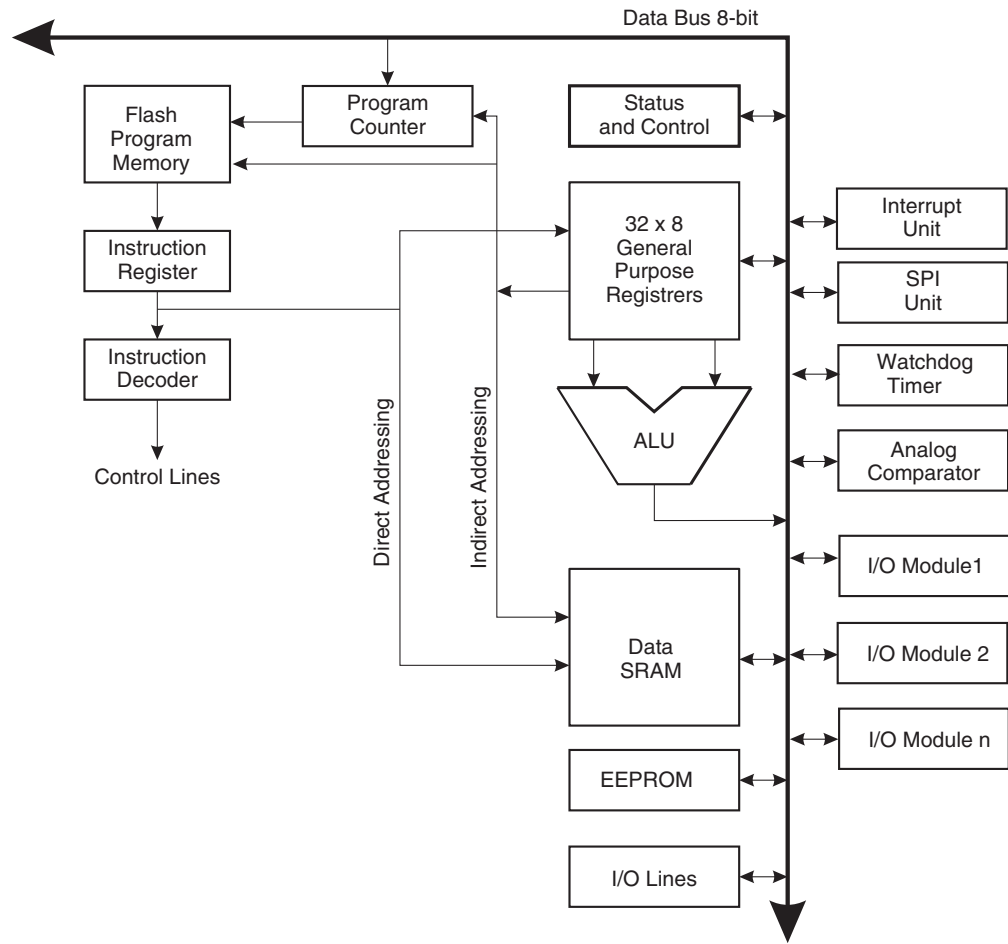 Data Bus 8-bit
Flash
Program
Memory
Program
Counter
Status
and Control
32 x 8
General
Purpose
Registrers
Interrupt
Unit
Instruction
Register
SPI
Unit
Instruction
Decoder
Watchdog
Timer
Control Lines
Direct Addressing
Indirect Addressing
ALU
Analog
Comparator
I/O Module1
Data
SRAM
I/O Module 2
I/O Module n
EEPROM
I/O Lines